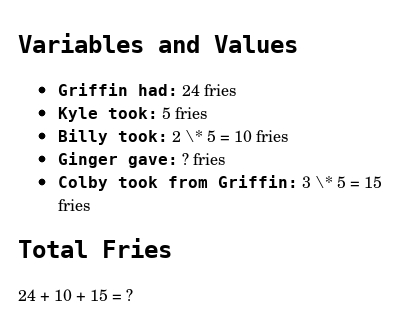 Variables and Values
• Griffin had: 24 fries
• Kyle took: 5 fries
• Billy took: 2 \* 5 = 10 fries
• Ginger gave: ? fries
• Colby took from Griffin: 3 \* 5 = 15
fries
Total Fries
24 + 10 + 15 = ?